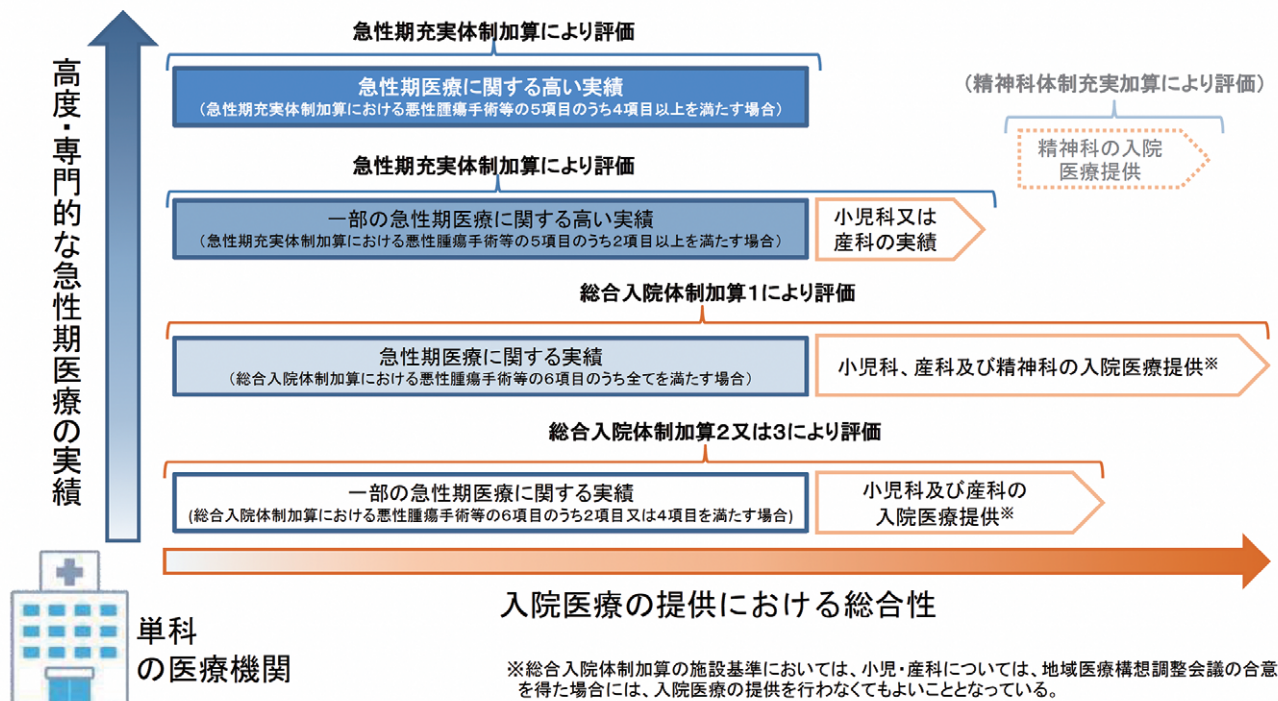 急性期充実体制加算により評価
急性期医療に関する高い実績
（急性期充実体制加算における悪性腫瘍手術等の5項目のうち4項目以上を満たす場合）
（精神科体制充実加算により評価）
精神科の入院
医療提供
急性期充実体制加算により評価
一部の急性期医療に関する高い実績
（急性期充実体制加算における悪性腫瘍手術等の5項目のうち2項目以上を満たす場合）
小児科又は
産科の実績
総合入院体制加算1により評価
急性期医療に関する実績
（総合入院体制加算における悪性腫瘍手術等の6項目のうち全てを満たす場合）
小児科、産科及び精神科の入院医療提供※
総合入院体制加算2又は3により評価
一部の急性期医療に関する実績
(総合入院体制加算における悪性腫瘍手術等の6項目のうち2項目又は4項目を満たす場合)
小児科及び産科の
入院医療提供※
高度・専門的な急性期医療の実績
入院医療の提供における総合性
単科
の医療機関
※総合入院体制加算の施設基準においては、小児・産科については、地域医療構想調整会議の合意
を得た場合には、入院医療の提供を行わなくてもよいこととなっている。